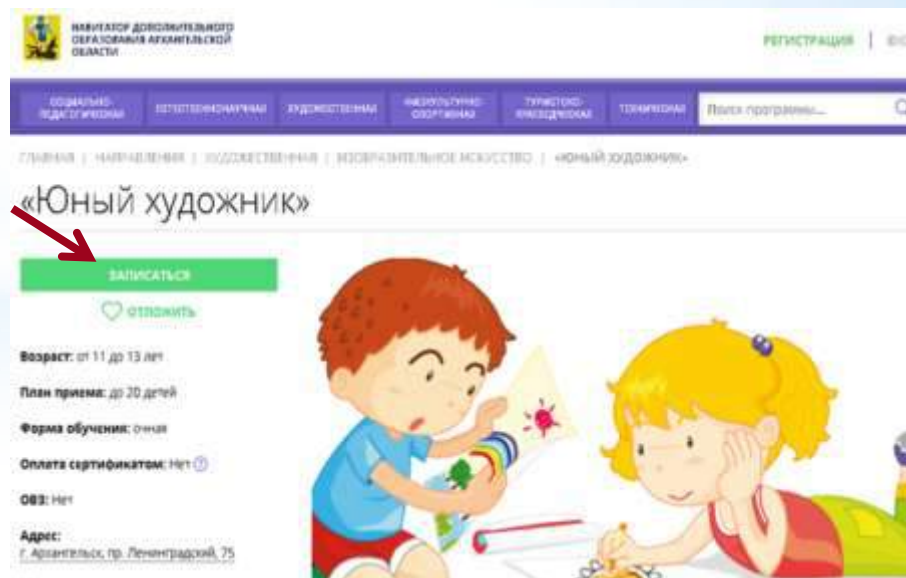 НАВИГАТОР ДОПОЛНИТЕЛЬНОГО
ОБРАЗОВАНИЯ АРХАНГЕЛЬСКОЙ
ОБЛАСТИ
РЕГИСТРАЦИЯ |
СОЦИАЛЬНО-
ПЕДАГОГИЧЕСКАЯ
ЕСТЕСТВЕННОНАУЧНАЯ
ХУДОЖЕСТВЕННАЯ
ФИЗКУЛЬТУРНО-
СПОРТИВНАЯ
ТУРИСТСКО-
КРАЕВЕДЧЕСКАЯ
ТЕХНИЧЕСКАЯ
Поиск программы...
ГЛАВНАЯ | НАПРАВЛЕНИЯ | ХУДОЖЕСТВЕННАЯ | ИЗОБРАЗИТЕЛЬНОЕ ИСКУССТВО | «ЮНЫЙ ХУДОЖНИК»
«Юный художник»
ЗАПИСАТЬСЯ
ОТЛОЖИТЬ
Возраст: от 11 до 13 лет
План приема: до 20 детей
Форма обучения: очная
Оплата сертификатом: Нет ?
ОВЗ: Нет
Адрес:
г. Архангельск, пр. Ленинградский, 75